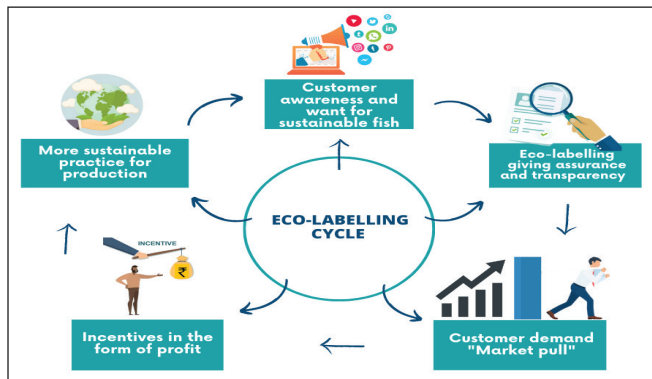 Customer
awareness and
want for
sustainable fish
More sustainable
practice for
production
Eco-labelling
giving assurance
and transparency
ECO-LABELLING
CYCLE
INCENTIVE
₹
Incentives in the
form of profit
Customer demand
"Market pull"